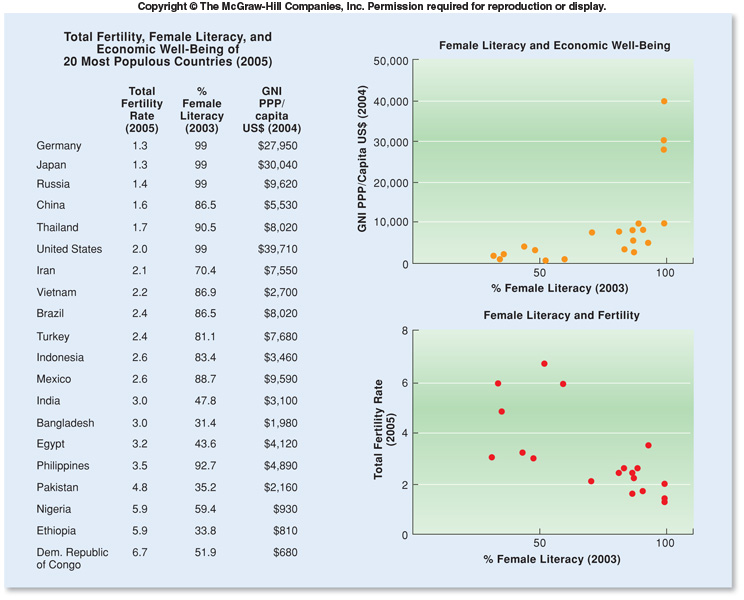 Copyright © The McGraw-Hill Companies, Inc. Permission required for reproduction or display.
Total Fertility, Female Literacy, and
Economic Well-Being of
20 Most Populous Countries (2005)
Total Fertility Rate (2005) % Female Literacy (2003) GNI PPP/ capita US$ (2004)
Germany 1.3 99 $27,950
Japan 1.3 99 $30,040
Russia 1.4 99 $9,620
China 1.6 86.5 $5,530
Thailand 1.7 90.5 $8,020
United States 2.0 99 $39,710
Iran 2.1 70.4 $7,550
Vietnam 2.2 86.9 $2,700
Brazil 2.4 86.5 $8,020
Turkey 2.4 81.1 $7,680
Indonesia 2.6 83.4 $3,460
Mexico 2.6 88.7 $9,590
India 3.0 47.8 $3,100
Bangladesh 3.0 31.4 $1,980
Egypt 3.2 43.6 $4,120
Philippines 3.5 92.7 $4,890
Pakistan 4.8 35.2 $2,160
Nigeria 5.9 59.4 $930
Ethiopia 5.9 33.8 $810
Dem. Republic 6.7 51.9 $680
of Congo
Female Literacy and Economic Well-Being
GNI PPP/Capita US$ (2004)
50,000
40,000
30,000
20,000
10,000
0
50 100
% Female Literacy (2003)
Female Literacy and Fertility
Total Fertility Rate
(2005)
8
6
4
2
0
50 100
% Female Literacy (2003)